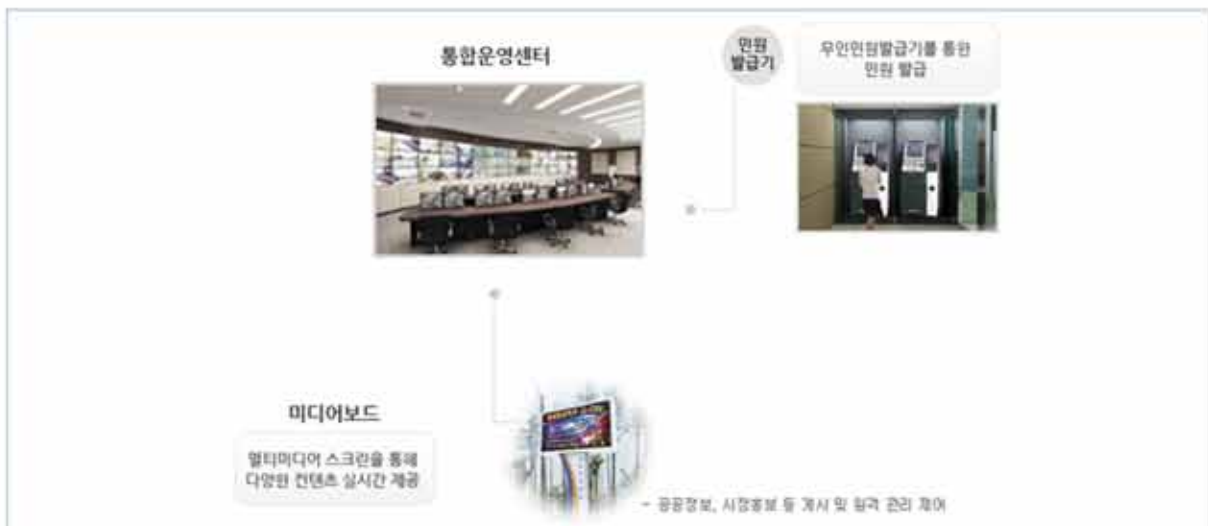 통합운영센터
민원
발급기
무인민원발급기를 통한
민원 발급
미디어보드
멀티미디어 스크린을 통해
다양한 컨텐츠 실시간 제공
- 공공정보, 시정홍보 등 게시 및 원격 관리 제어